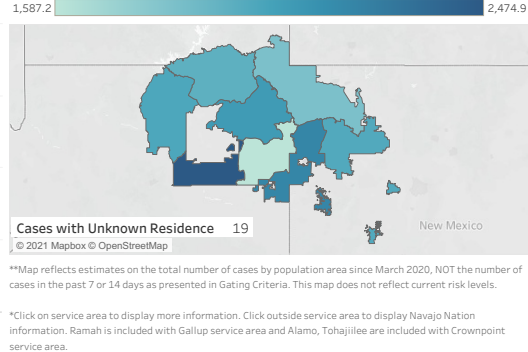 1,587.2 2,474.9
New Mexico
Cases with Unknown Residence 19
© 2021 Mapbox © OpenStreetMap
**Map reflects estimates on the total number of cases by population area since March 2020, NOT the number of
cases in the past 7 or 14 days as presented in Gating Criteria. This map does not reflect current risk levels.
*Click on service area to display more information. Click outside service area to display Navajo Nation
information. Ramah is included with Gallup service area and Alamo, Tohajiilee are included with Crownpoint
service area.